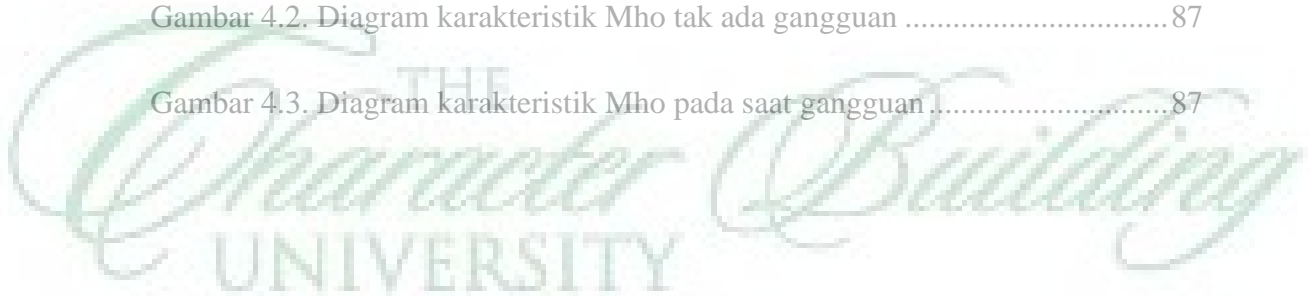 Gambar 4.2. Diagram karakteristik Mho tak ada gangguan ............................ 87
THE
Gambar 4.3. Diagram karakteristik Mho pada saat gangguan .......................... 87
Character Building
UNIVERSITY